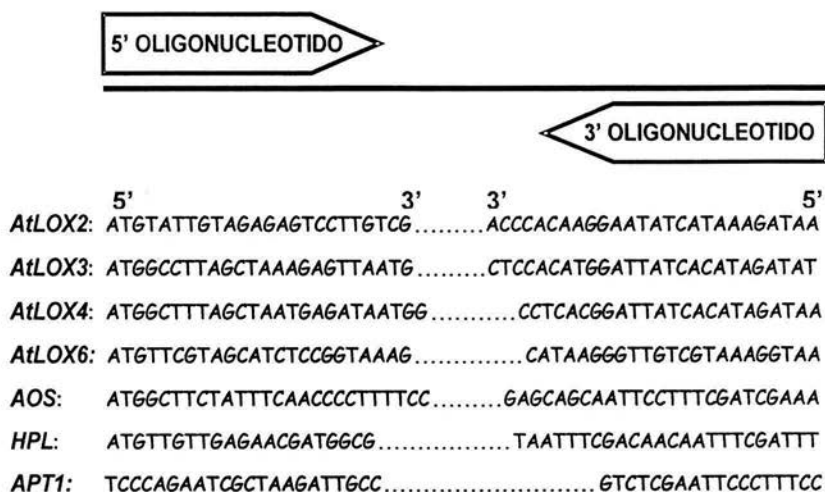 5' OLIGONUCLEOTIDO
3' OLIGONUCLEOTIDO
5' 3' 3' 5'
AtLOX2: ATGTATTGTAGAGAGTCCTTGTCG.........ACCCACAAGGAATATCATAAAGATAA
AtLOX3: ATGGCCTTAGCTAAAGAGTTAATG.........CTCCACATGGATTATCACATAGATAT
AtLOX4: ATGGCTTTAGCTAATGAGATAATGG...........CCTCACGGATTATCACATAGATAA
AtLOX6: ATGTTCGTAGCATCTCCGGTAAAG.............CATAAGGGTTGTCGTAAAGGTAA
AOS: ATGGCTTCTATTTCAACCCCTTTTCC.........GAGCAGCAATTCCTTTCGATCGAAA
HPL: ATGTTGTTGAGAACGATGGCG.................TAATTTCGACAACAATTTCGATTT
APT1: TCCCAGAATCGCTAAGATTGCC..........................GTCTCGAATTCCCTTTCC